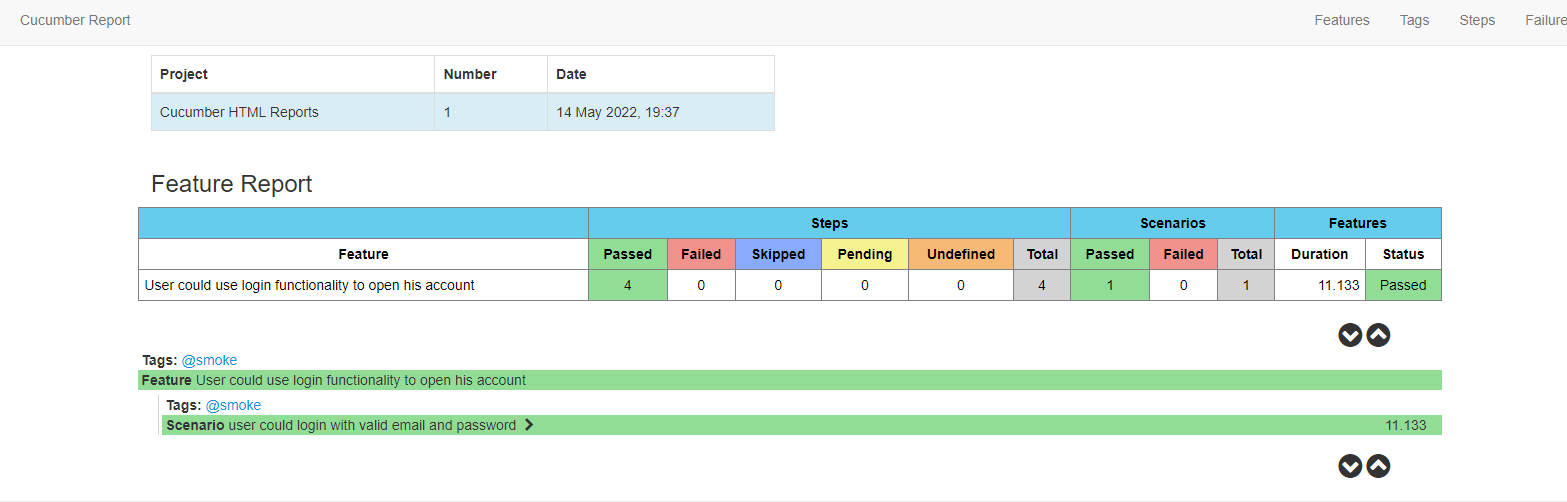 Cucumber Report Features Tags Steps Failure
Project Number Date
Cucumber HTML Reports 1 14 May 2022, 19:37
Feature Report
Steps Scenarios Features
Feature Passed Failed Skipped Pending Undefined Total Passed Failed Total Duration Status
User could use login functionality to open his account 4 0 0 0 0 4 1 0 1 11.133 Passed
Tags: @smoke
Feature User could use login functionality to open his account
Tags: @smoke
Scenario user could login with valid email and password 11.133